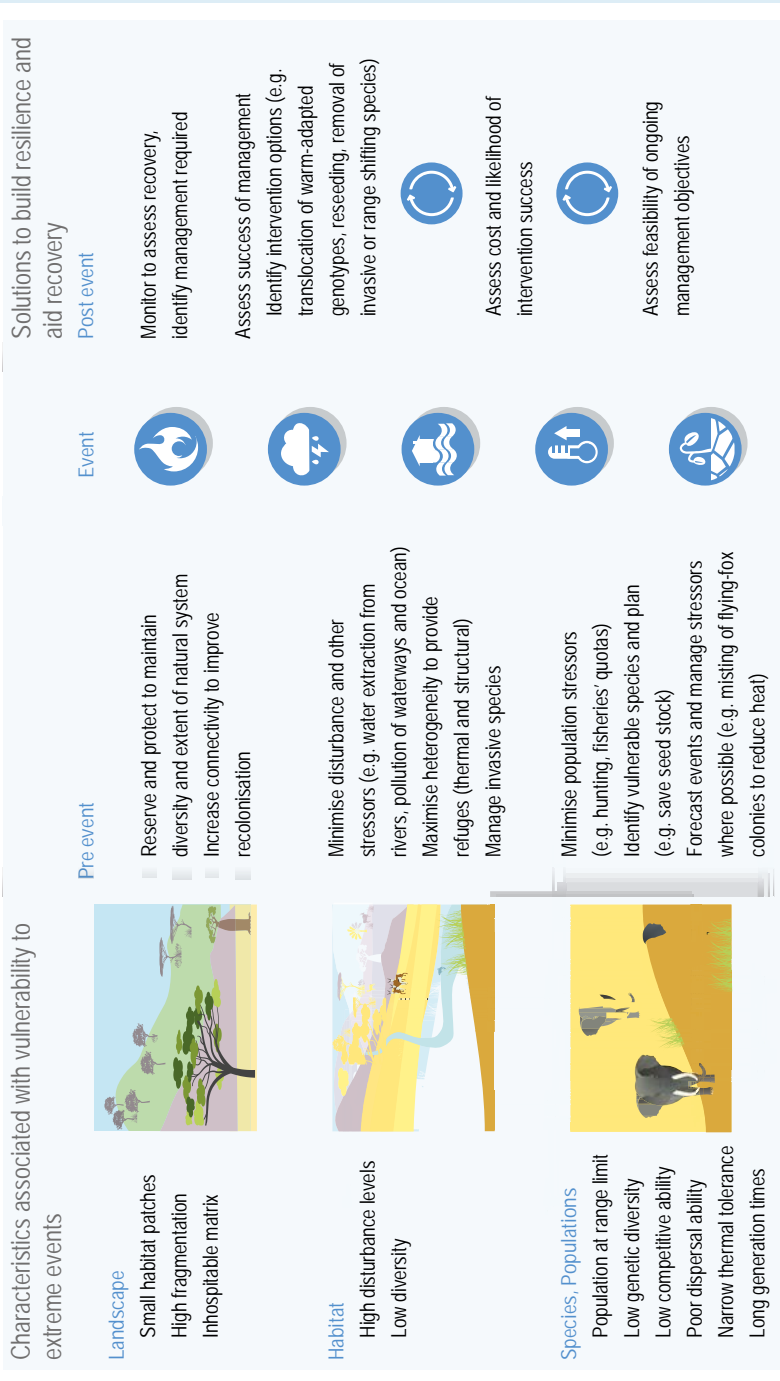 Characteristics associated with vulnerability to
extreme events
Landscape
Small habitat patches
High fragmentation
Inhospitable matrix
Habitat
High disturbance levels
Low diversity
Species, Populations
Population at range limit
Low genetic diversity
Low competitive ability
Poor dispersal ability
Narrow thermal tolerance
Long generation times
Solutions to build resilience and
aid recovery
Pre event
Reserve and protect to maintain
diversity and extent of natural system
Increase connectivity to improve
recolonisation
Minimise disturbance and other
stressors (e.g. water extraction from
rivers, pollution of waterways and ocean)
Maximise heterogeneity to provide
refuges (thermal and structural)
Manage invasive species
Minimise population stressors
(e.g. hunting, fisheries' quotas)
Identify vulnerable species and plan
(e.g. save seed stock)
Forecast events and manage stressors
where possible (e.g. misting of flying-fox
colonies to reduce heat)
Event
Post event
Monitor to assess recovery,
identify management required
Assess success of management
Identify intervention options (e.g.
translocation of warm-adapted
genotypes, reseeding, removal of
invasive or range shifting species)
Assess cost and likelihood of
intervention success
Assess feasibility of ongoing
management objectives